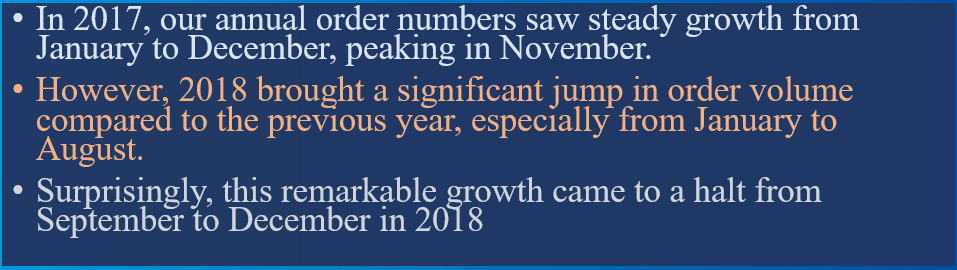 • In 2017, our annual order numbers saw steady growth from
January to December, peaking in November.
• However, 2018 brought a significant jump in order volume
compared to the previous year, especially from January to
August.
• Surprisingly, this remarkable growth came to a halt from
September to December in 2018